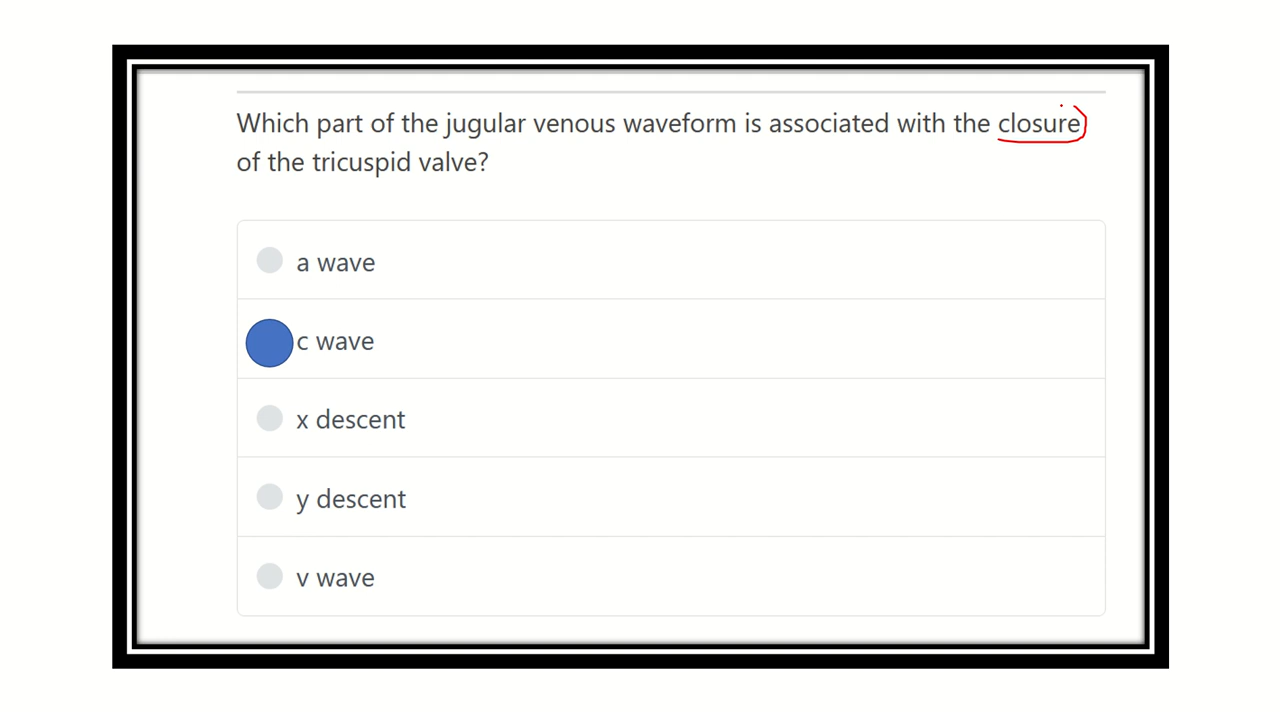 Which part of the jugular venous waveform is associated with the closure
of the tricuspid valve?
a wave
c wave
x descent
y descent
v wave